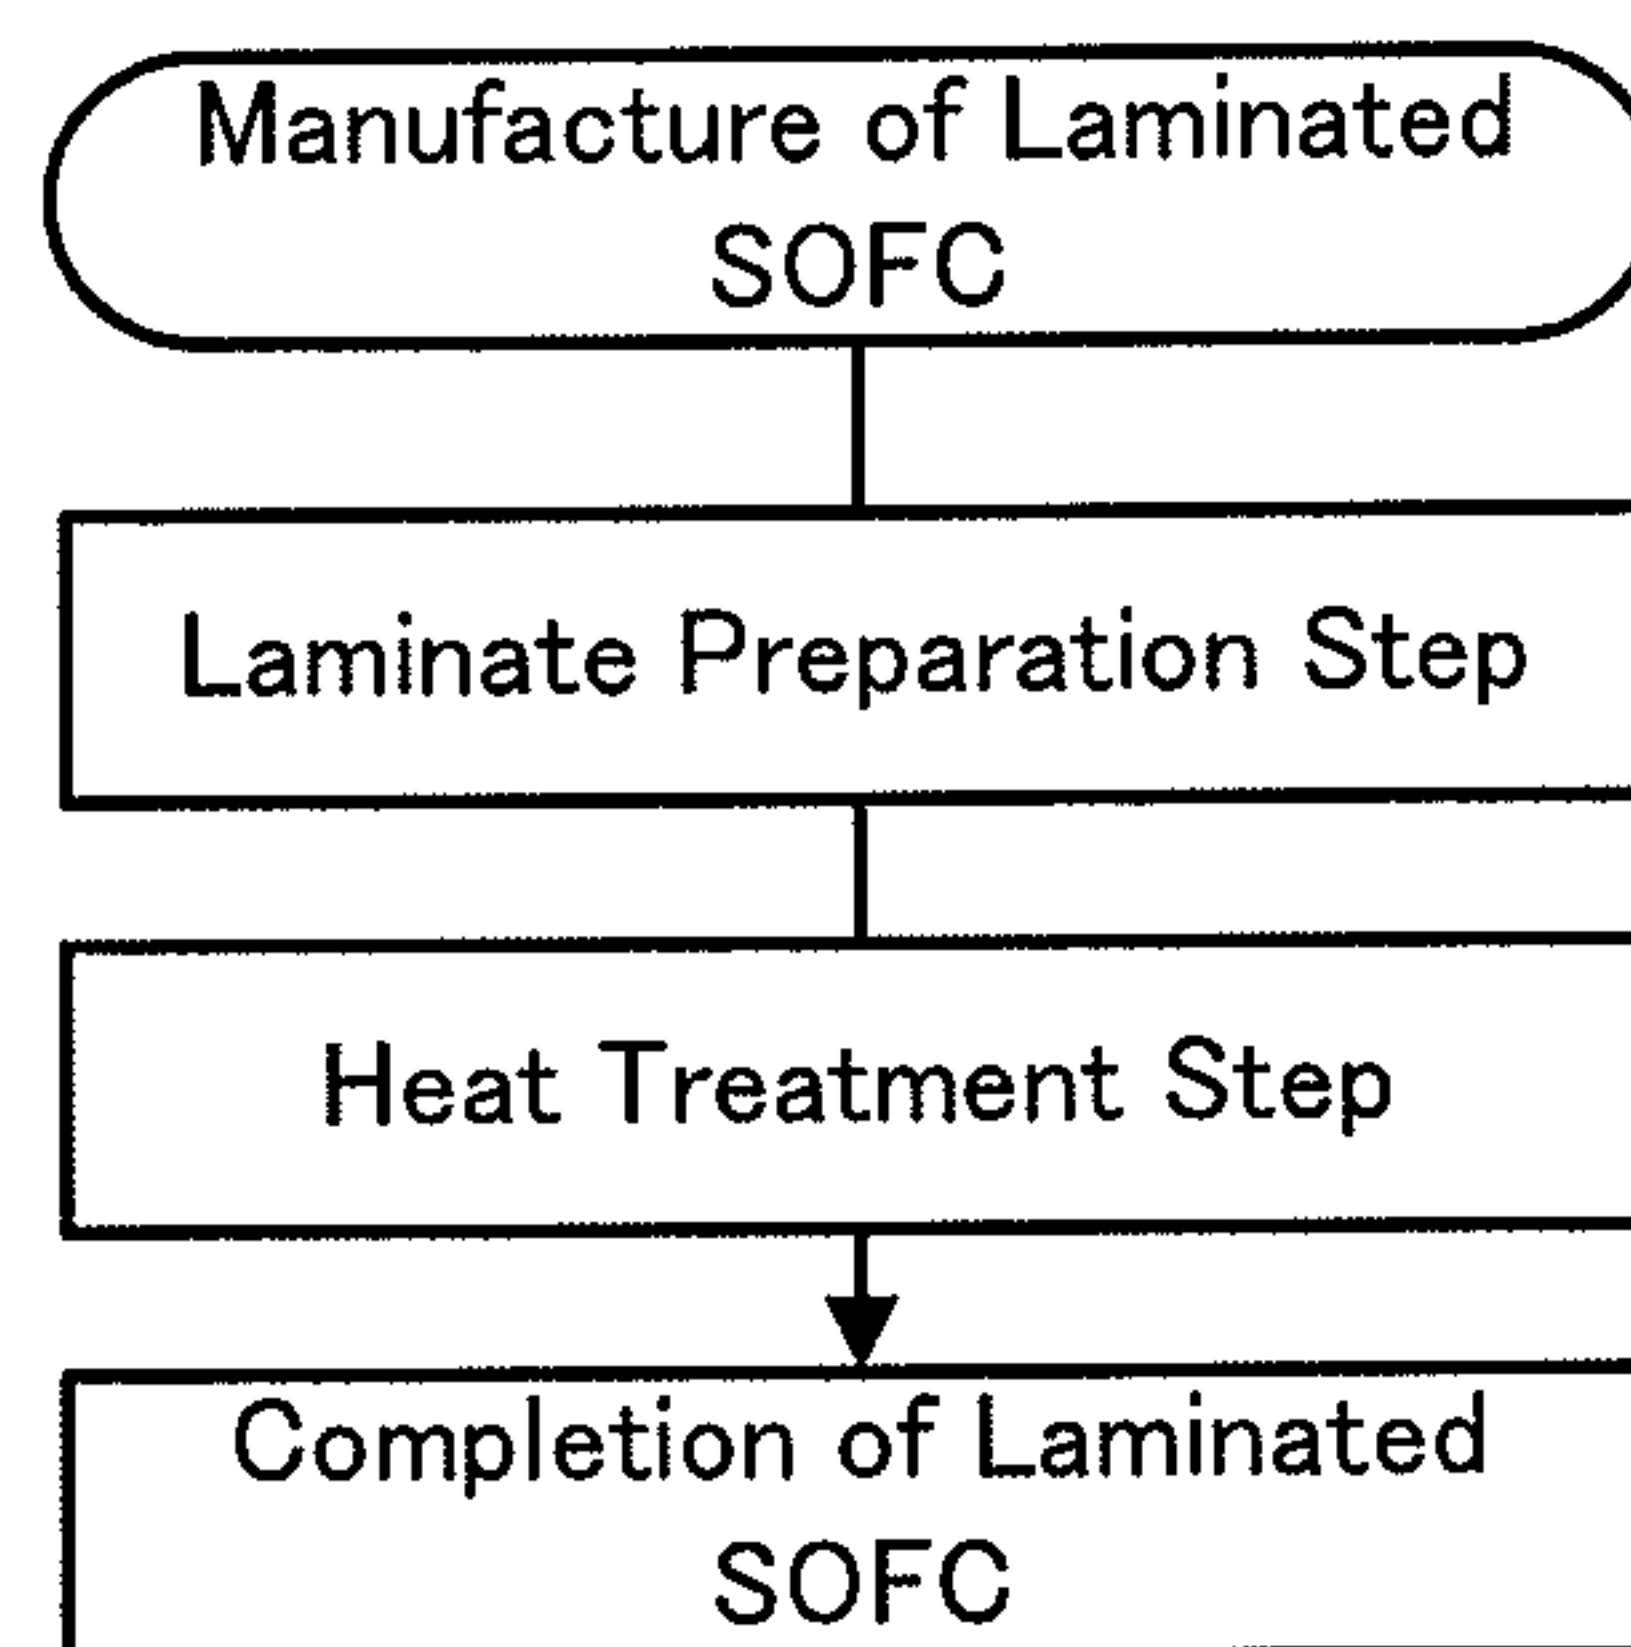 Manufacture of Laminated
SOFC
Laminate Preparation Step
Heat Treatment Step
Completion of Laminated
SOFC